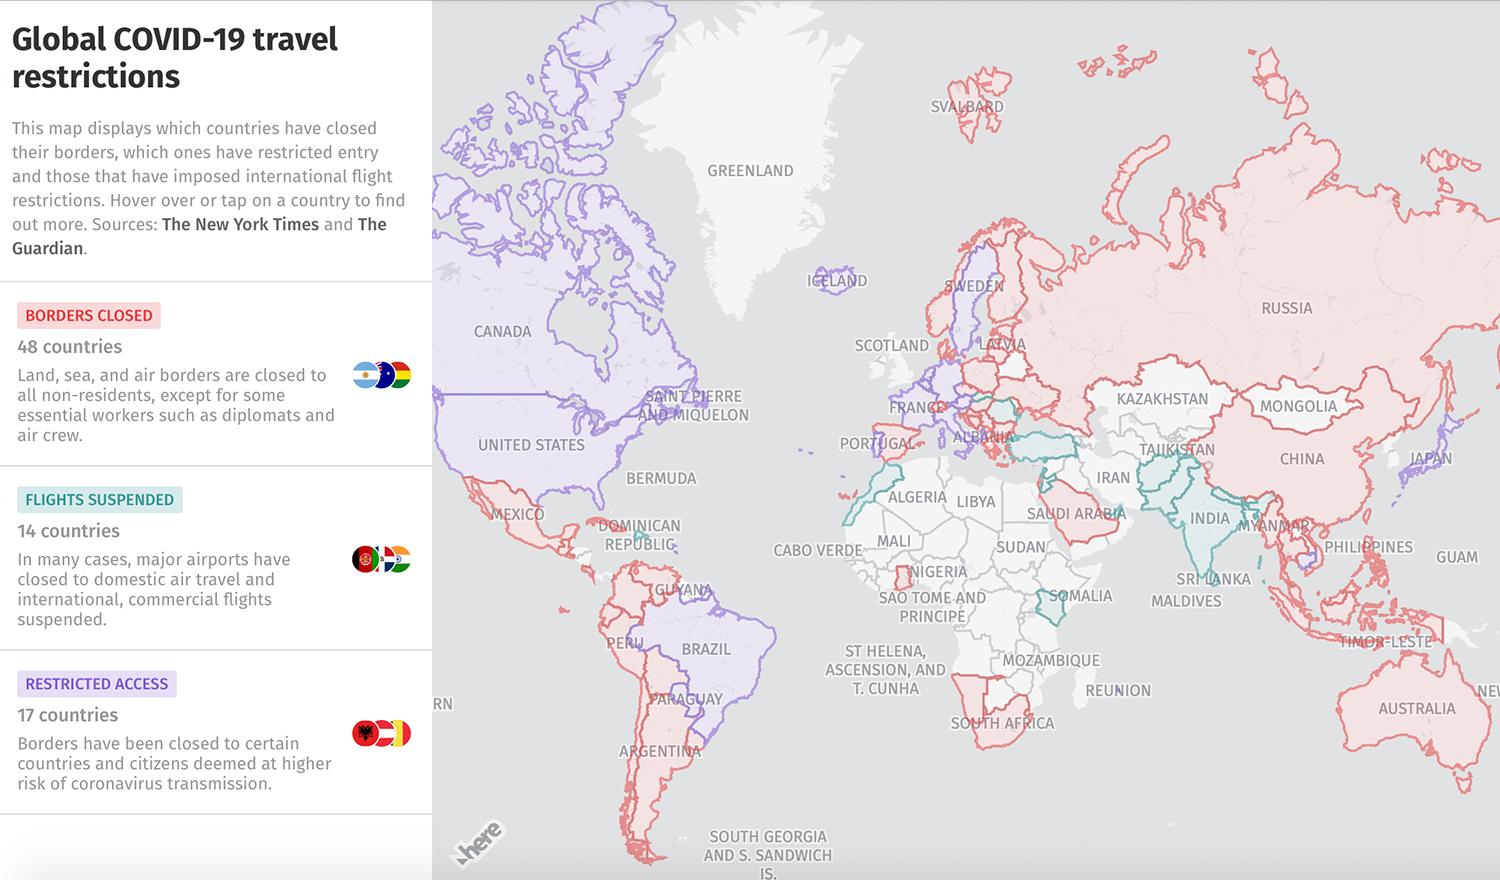 Global COVID-19 travel
restrictions
This map displays which countries have closed
their borders, which ones have restricted entry
and those that have imposed international flight
restrictions. Hover over or tap on a country to find
out more. Sources: The New York Times and The
Guardian.
BORDERS CLOSED
48 countries
Land, sea, and air borders are closed to
all non-residents, except for some
essential workers such as diplomats and
air crew.
FLIGHTS SUSPENDED
14 countries
In many cases, major airports have
closed to domestic air travel and
international, commercial flights
suspended.
RESTRICTED ACCESS
17 countries
Borders have been closed to certain
countries and citizens deemed at higher
risk of coronavirus transmission.
SVALBARD
GREENLAND
ICELAND
SWEDEN
RUSSIA
CANADA
SCOTLAND
LATVIA
SAINT PIERRE
AND MIQUELON
FRANCE
KAZAKHSTAN
MONGOLIA
UNITED STATES
PORTUGAL
ALBANIA
TAJIKISTAN
CHINA
JAPAN
BERMUDA
ALGERIA
LIBYA
IRAN
MEXICO
DOMINICAN
REPUBLIC
SAUDI ARABIA
INDIA
MYANMAR
MALI
CABO VERDE
SUDAN
PHILIPPINES
GUAM
GUYANA
NIGERIA
SAO TOME AND
PRINCIPE
SOMALIA
SRI LANKA
MALDIVES
PERU
BRAZIL
TIMOR-LESTE
ST HELENA,
ASCENSION, AND
T. CUNHA
MOZAMBIQUE
REUNION
RN
PARAGUAY
NEW
AUSTRALIA
SOUTH AFRICA
ARGENTINA
SOUTH GEORGIA
AND S. SANDWICH
IS.
here